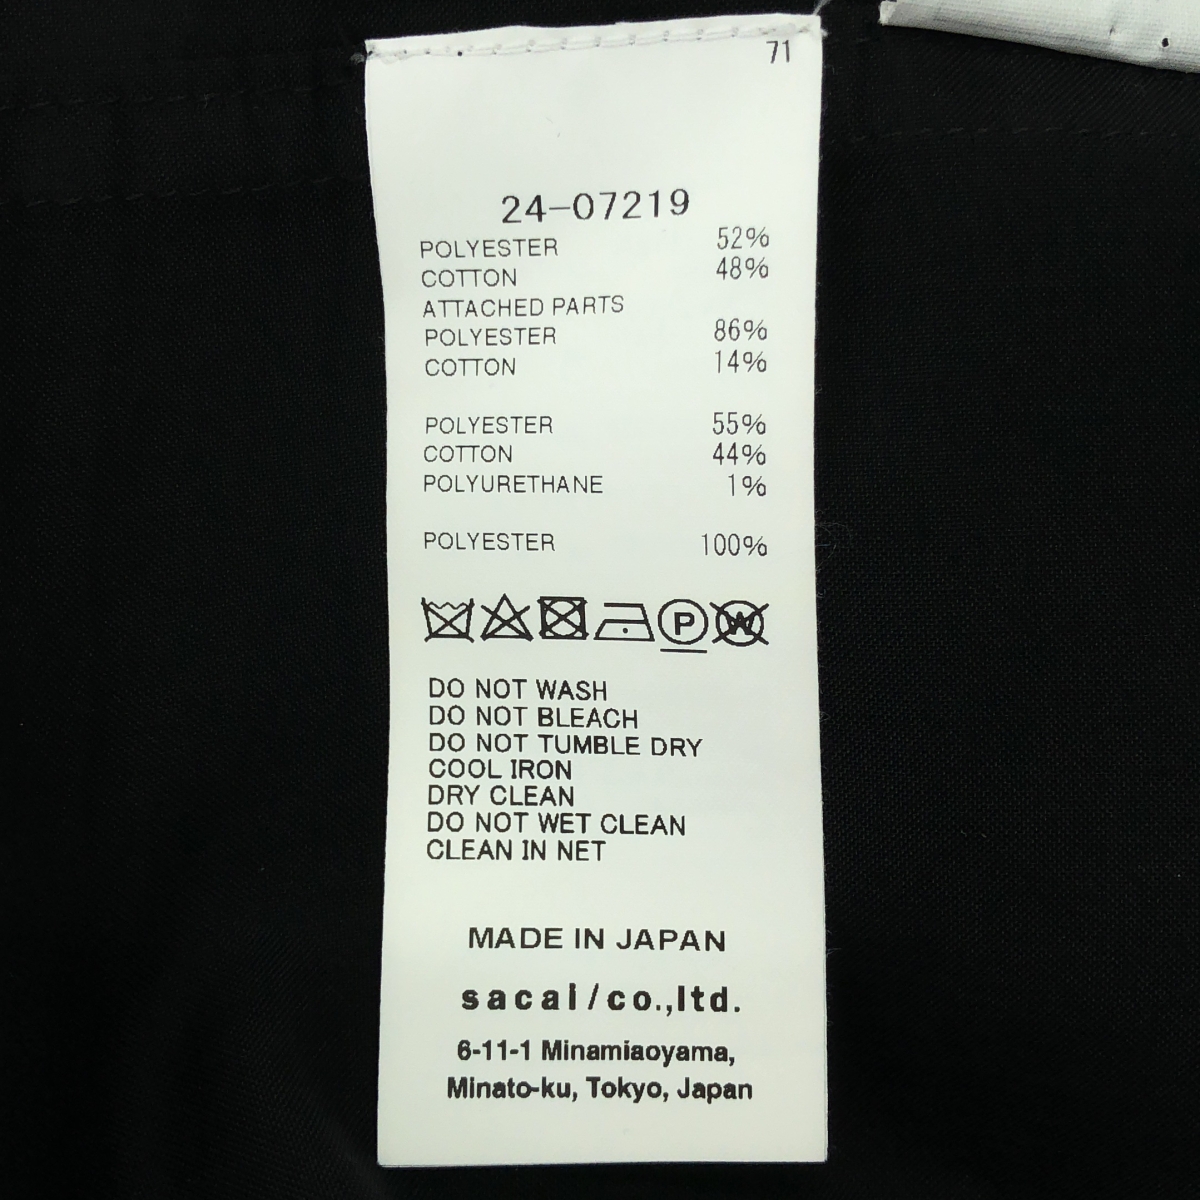 71
24-07219
POLYESTER 52%
COTTON 48%
ATTACHED PARTS
POLYESTER 86%
COTTON 14%
POLYESTER 55%
COTTON 44%
POLYURETHANE 1%
POLYESTER 100%
P W
DO NOT WASH
DO NOT BLEACH
DO NOT TUMBLE DRY
COOL IRON
DRY CLEAN
DO NOT WET CLEAN
CLEAN IN NET
MADE IN JAPAN
sacai/co.,ltd.
6-11-1 Minamiaoyama,
Minato-ku, Tokyo, Japan